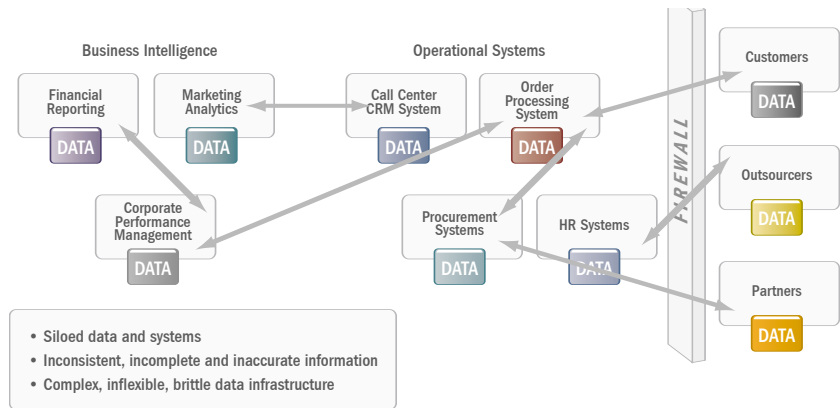 Business Intelligence
Operational Systems
Financial
Reporting
DATA
Marketing
Analytics
DATA
Call Center
CRM System
DATA
Order
Processing
System
DATA
Customers
DATA
Corporate
Performance
Management
DATA
Procurement
Systems
DATA
HR Systems
DATA
FIREWALL
Outsourcers
DATA
Partners
DATA
• Siloed data and systems
• Inconsistent, incomplete and inaccurate information
• Complex, inflexible, brittle data infrastructure